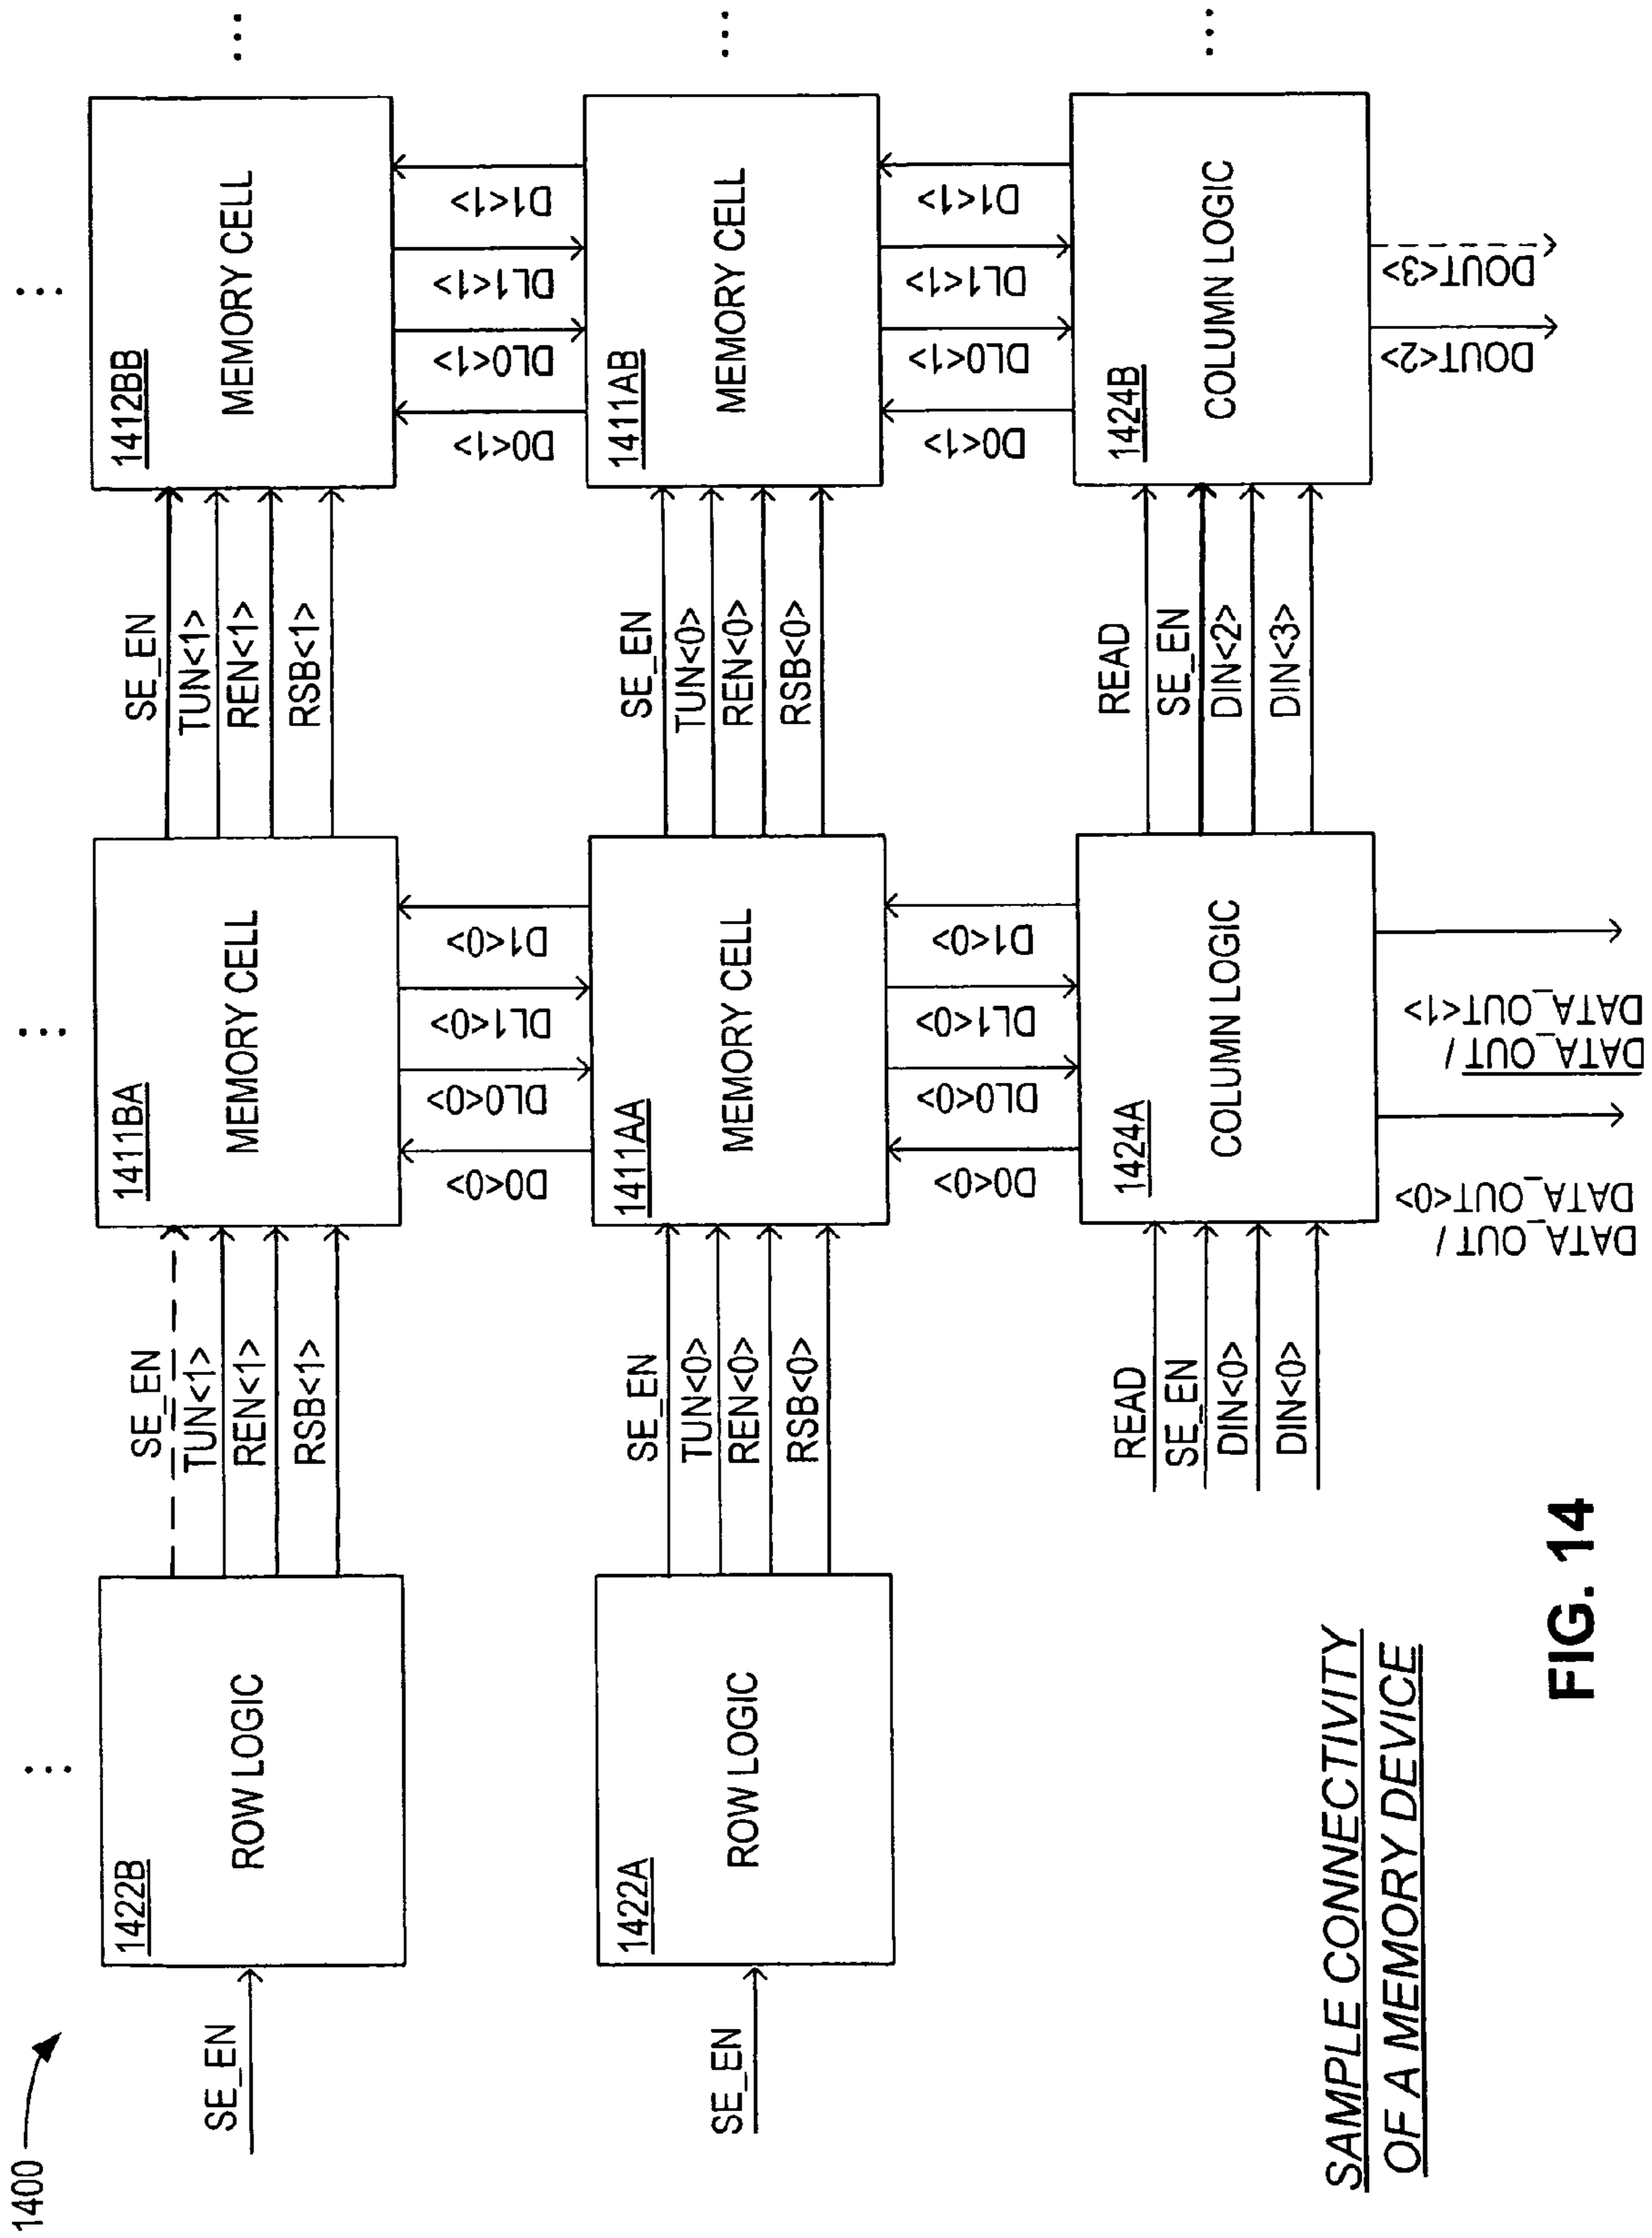 1400
SE_EN
1422B
ROW LOGIC
SE_EN
TUN<1>
REN<1>
RSB<1>
1411BA
MEMORY CELL
SE_EN
TUN<1>
REN<1>
RSB<1>
1412BB
MEMORY CELL
D0<0>
DL0<0>
DL1<0>
D1<0>
D0<1>
DL0<1>
DL1<1>
D1<1>
SE_EN
1422A
ROW LOGIC
SE_EN
TUN<0>
REN<0>
RSB<0>
1411AA
MEMORY CELL
SE_EN
TUN<0>
REN<0>
RSB<0>
1411AB
MEMORY CELL
D0<0>
DL0<0>
DL1<0>
D1<0>
D0<1>
DL0<1>
DL1<1>
D1<1>
READ
SE_EN
DIN<0>
DIN<0>
1424A
COLUMN LOGIC
READ
SE_EN
DIN<2>
DIN<3>
1424B
COLUMN LOGIC
DATA_OUT /
DATA_OUT<0>
DATA_OUT /
DATA_OUT<1>
DOUT<2>
DOUT<3>
SAMPLE CONNECTIVITY
OF A MEMORY DEVICE
FIG. 14